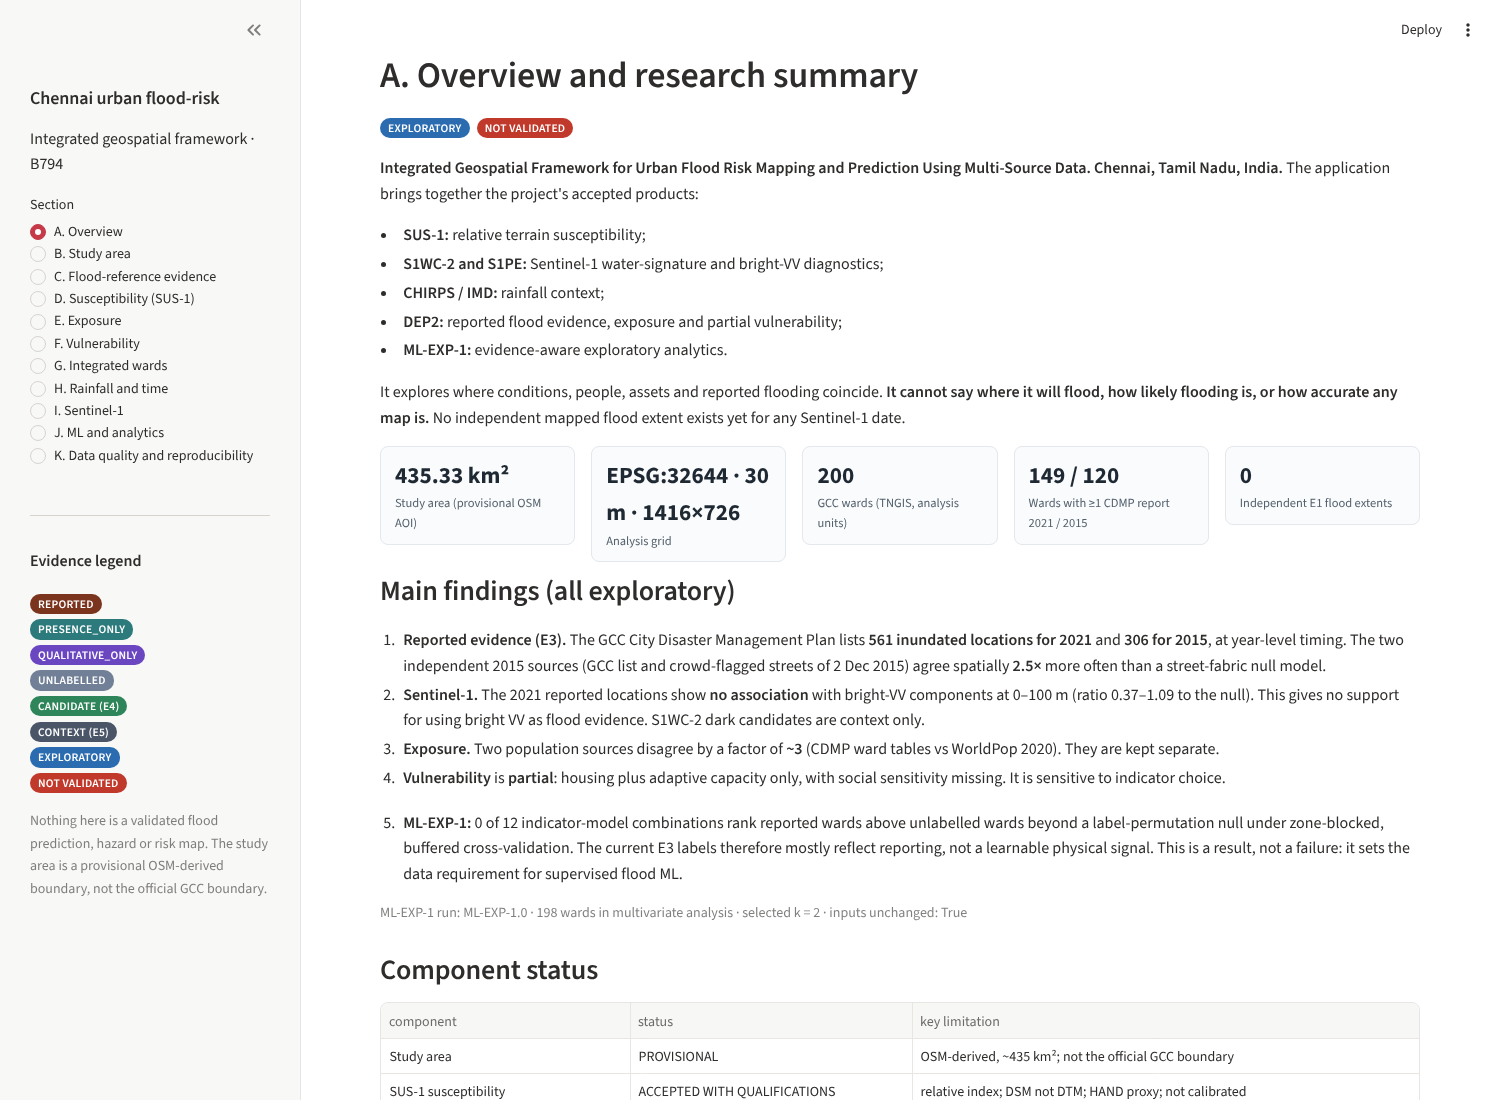 Deploy
Chennai urban flood-risk
Integrated geospatial framework ·
B794
Section
A. Overview
B. Study area
C. Flood-reference evidence
D. Susceptibility (SUS-1)
E. Exposure
F. Vulnerability
G. Integrated wards
H. Rainfall and time
I. Sentinel-1
J. ML and analytics
K. Data quality and reproducibility
Evidence legend
REPORTED
PRESENCE_ONLY
QUALITATIVE_ONLY
UNLABELLED
CANDIDATE (E4)
CONTEXT (E5)
EXPLORATORY
NOT VALIDATED
Nothing here is a validated flood
prediction, hazard or risk map. The study
area is a provisional OSM-derived
boundary, not the official GCC boundary.
A. Overview and research summary
EXPLORATORY NOT VALIDATED
Integrated Geospatial Framework for Urban Flood Risk Mapping and Prediction Using Multi-Source Data. Chennai, Tamil Nadu, India. The application
brings together the project's accepted products:
• SUS-1: relative terrain susceptibility;
• S1WC-2 and S1PE: Sentinel-1 water-signature and bright-VV diagnostics;
• CHIRPS / IMD: rainfall context;
• DEP2: reported flood evidence, exposure and partial vulnerability;
• ML-EXP-1: evidence-aware exploratory analytics.
It explores where conditions, people, assets and reported flooding coincide. It cannot say where it will flood, how likely flooding is, or how accurate any
map is. No independent mapped flood extent exists yet for any Sentinel-1 date.
435.33 km²
Study area (provisional OSM
AOI)
EPSG:32644 · 30
m · 1416×726
Analysis grid
200
GCC wards (TNGIS, analysis
units)
149 / 120
Wards with ≥1 CDMP report
2021 / 2015
0
Independent E1 flood extents
Main findings (all exploratory)
1. Reported evidence (E3). The GCC City Disaster Management Plan lists 561 inundated locations for 2021 and 306 for 2015, at year-level timing. The two
independent 2015 sources (GCC list and crowd-flagged streets of 2 Dec 2015) agree spatially 2.5× more often than a street-fabric null model.
2. Sentinel-1. The 2021 reported locations show no association with bright-VV components at 0–100 m (ratio 0.37–1.09 to the null). This gives no support
for using bright VV as flood evidence. S1WC-2 dark candidates are context only.
3. Exposure. Two population sources disagree by a factor of ~3 (CDMP ward tables vs WorldPop 2020). They are kept separate.
4. Vulnerability is partial: housing plus adaptive capacity only, with social sensitivity missing. It is sensitive to indicator choice.
5. ML-EXP-1: 0 of 12 indicator-model combinations rank reported wards above unlabelled wards beyond a label-permutation null under zone-blocked,
buffered cross-validation. The current E3 labels therefore mostly reflect reporting, not a learnable physical signal. This is a result, not a failure: it sets the
data requirement for supervised flood ML.
ML-EXP-1 run: ML-EXP-1.0 · 198 wards in multivariate analysis · selected k = 2 · inputs unchanged: True
Component status
component status key limitation
Study area PROVISIONAL OSM-derived, ~435 km²; not the official GCC boundary
SUS-1 susceptibility ACCEPTED WITH QUALIFICATIONS relative index; DSM not DTM; HAND proxy; not calibrated